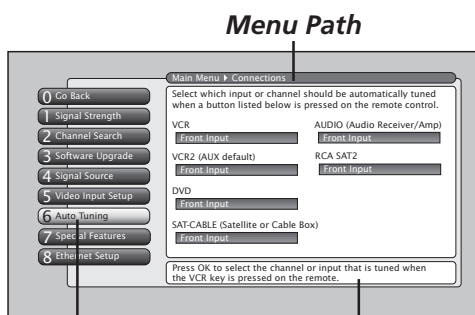 Menu Path
Main Menu ▸ Connections
0 Go Back
1 Signal Strength
2 Channel Search
3 Software Upgrade
4 Signal Source
5 Video Input Setup
6 Auto Tuning
7 Special Features
8 Ethernet Setup
Select which input or channel should be automatically tuned
when a button listed below is pressed on the remote control.
VCR
Front Input
VCR2 (AUX default)
Front Input
DVD
Front Input
SAT-CABLE (Satellite or Cable Box)
Front Input
AUDIO (Audio Receiver/Amp)
Front Input
RCA SAT2
Front Input
Press OK to select the channel or input that is tuned when
the VCR key is pressed on the remote.